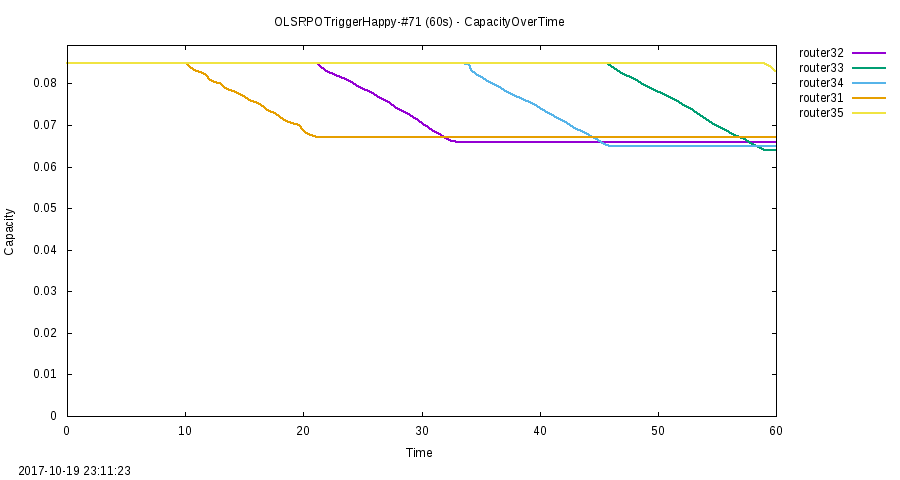 OLSRPOTriggerHappy-#71 (60s) - CapacityOverTime
router32
router33
router34
router31
router35
0.08
0.07
0.06
0.05
0.04
0.03
0.02
0.01
0
Capacity
0 10 20 30 40 50 60
Time
2017-10-19 23:11:23